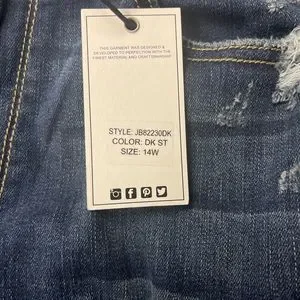 THIS GARMENT WAS DESIGNED &
DEVELOPED TO PERFECTION WITH THE
FINEST MATERIAL AND CRAFTSMANSHIP
STYLE: JB82230DK
COLOR: DK ST
SIZE: 14W